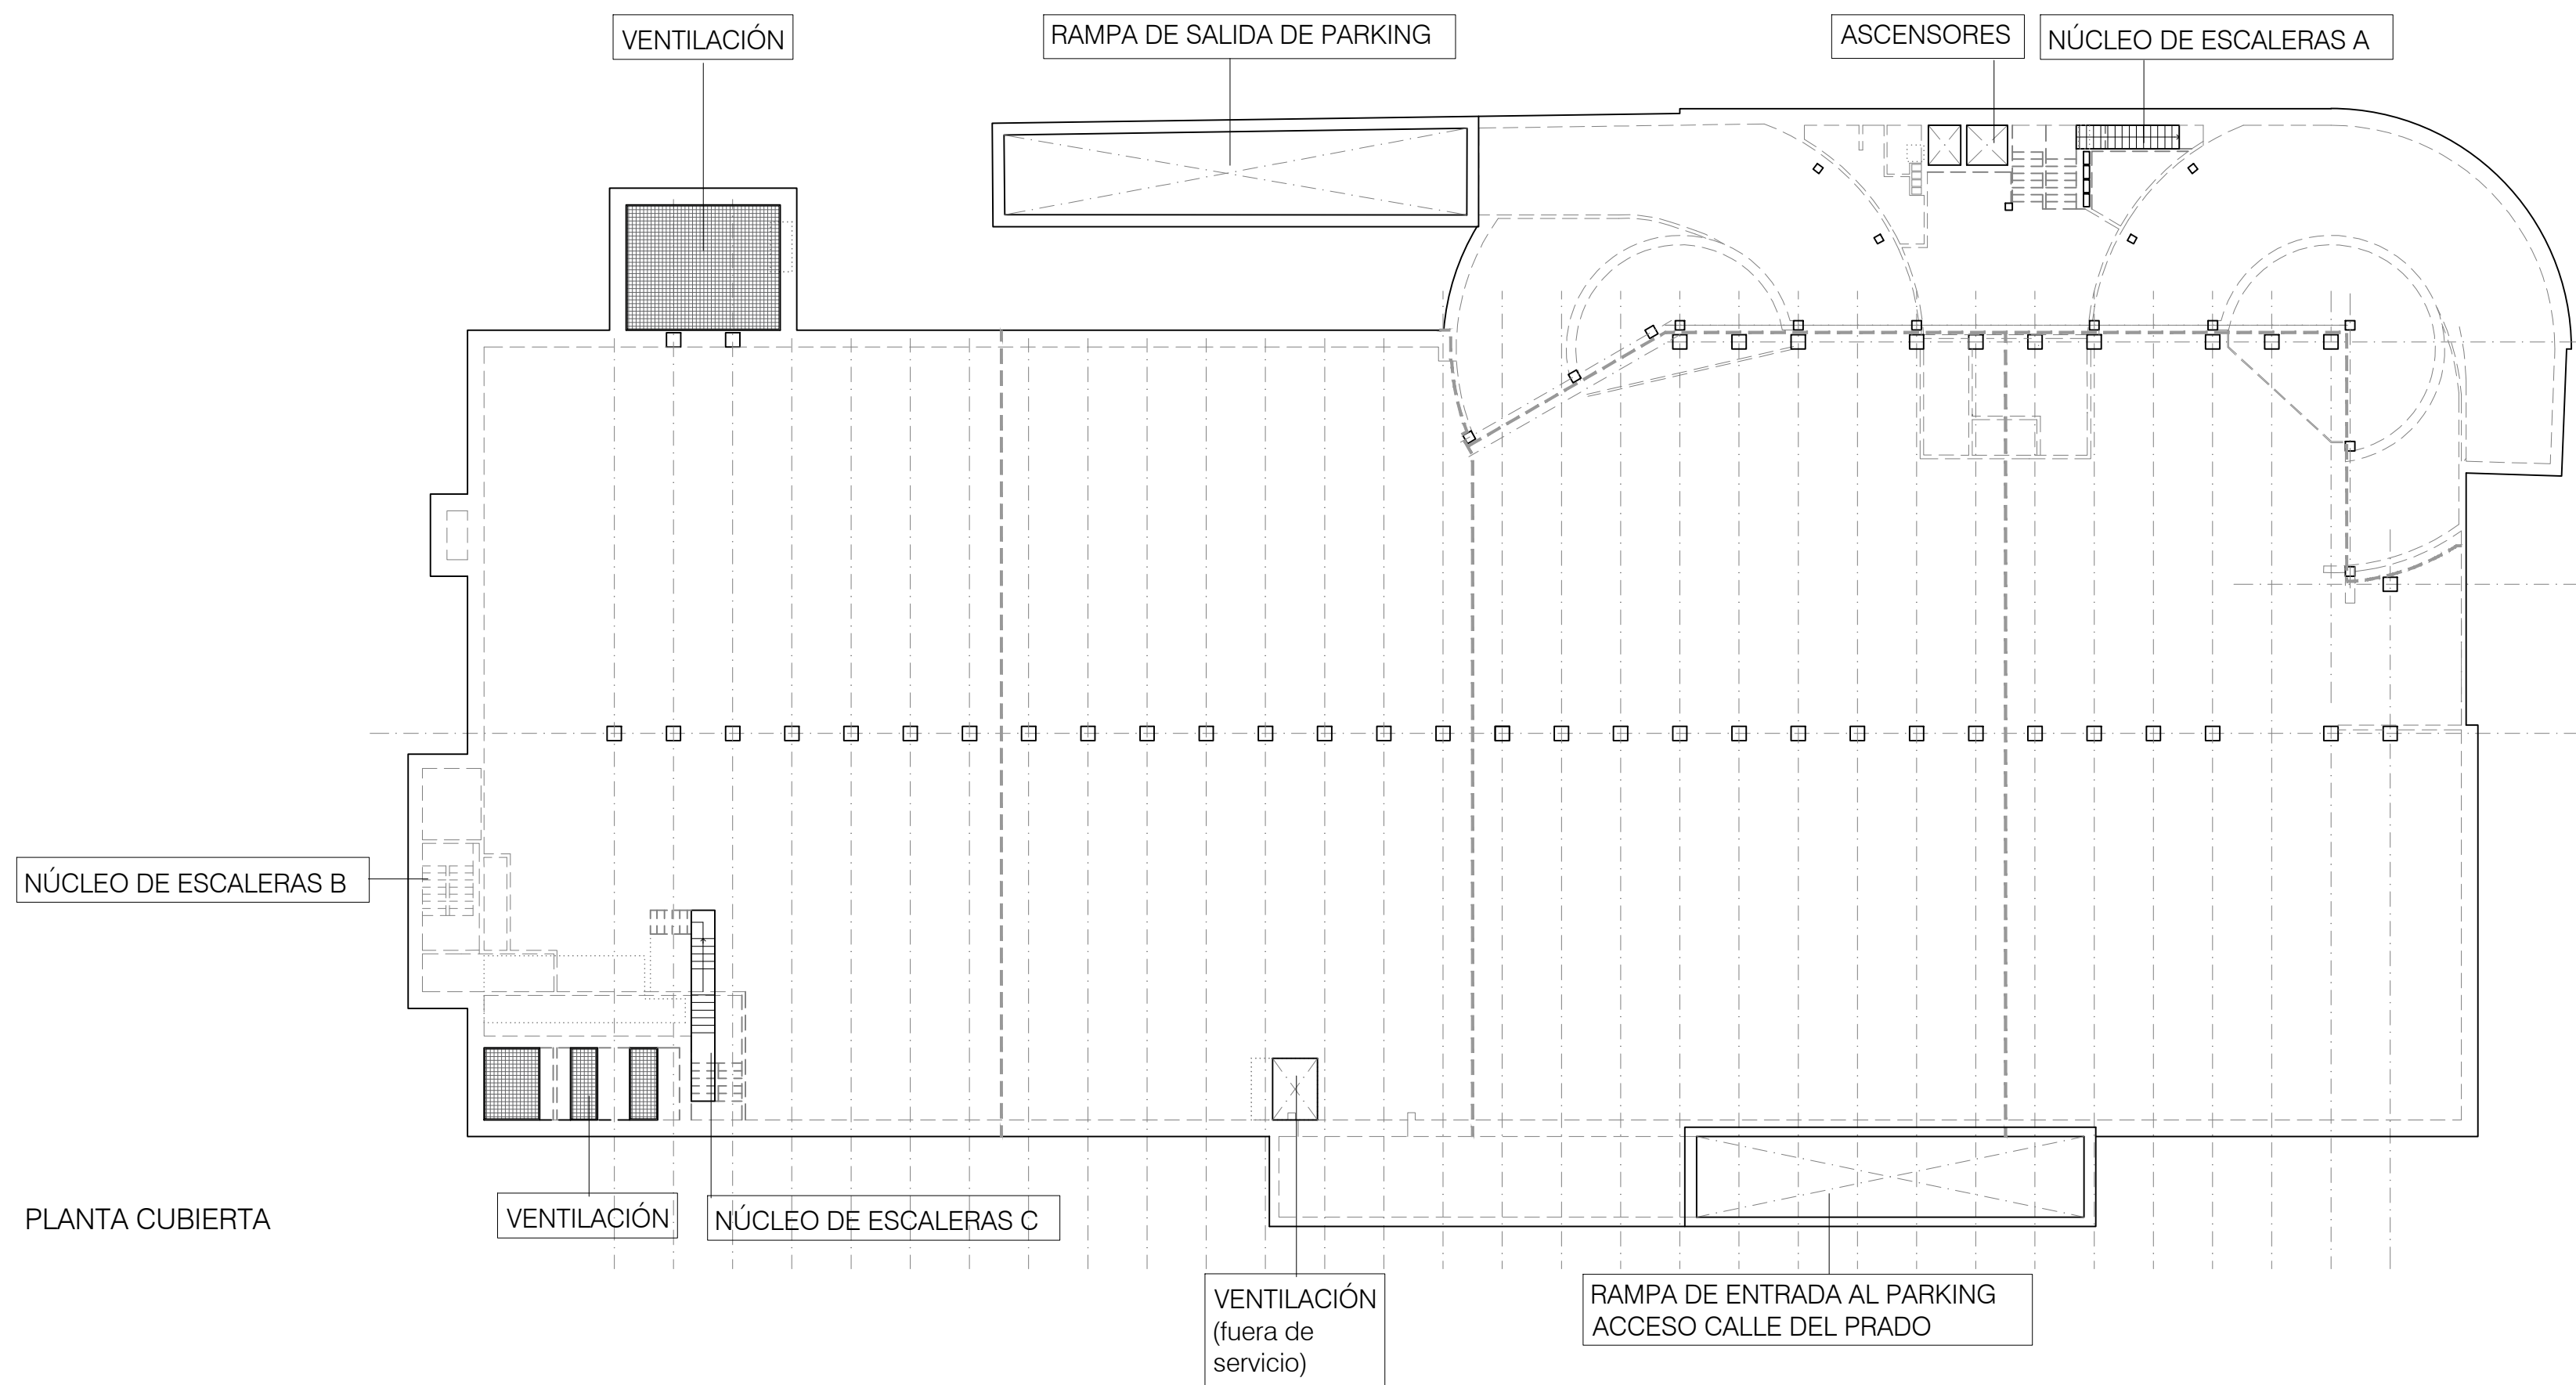 VENTILACIÓN
RAMPA DE SALIDA DE PARKING
ASCENSORES
NÚCLEO DE ESCALERAS A
NÚCLEO DE ESCALERAS B
PLANTA CUBIERTA
VENTILACIÓN
NÚCLEO DE ESCALERAS C
VENTILACIÓN
(fuera de
servicio)
RAMPA DE ENTRADA AL PARKING
ACCESO CALLE DEL PRADO